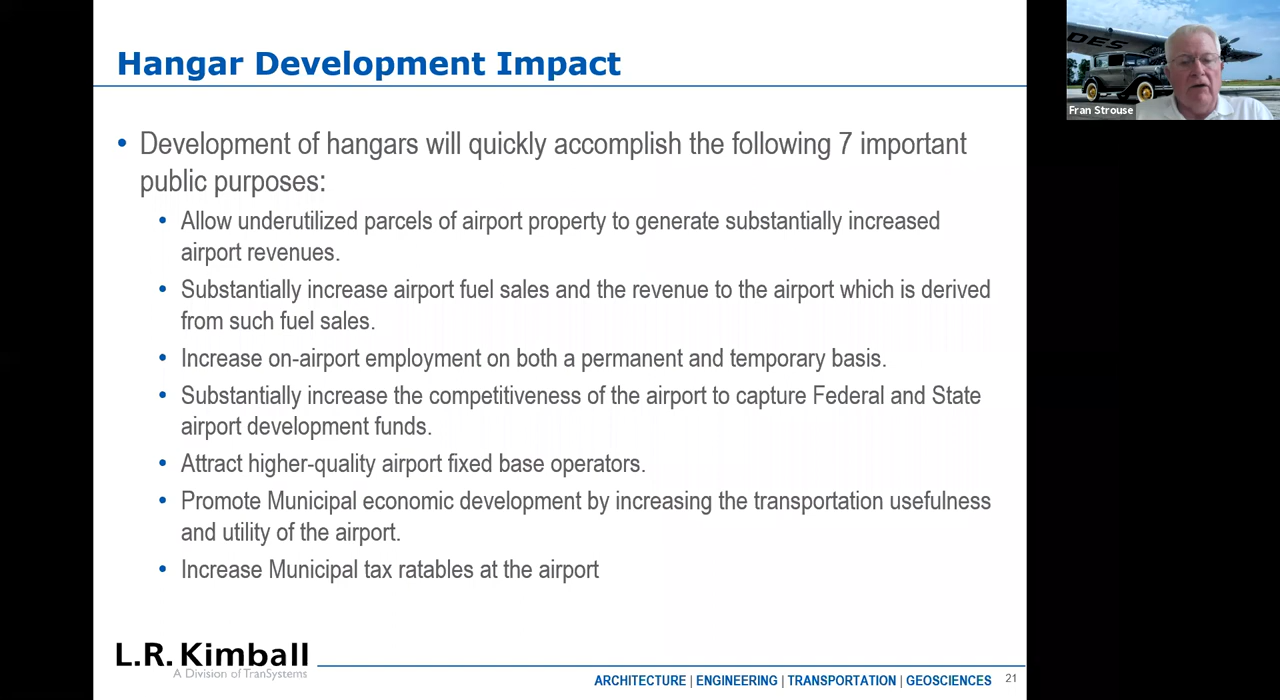 Hangar Development Impact
• Development of hangars will quickly accomplish the following 7 important
public purposes:
• Allow underutilized parcels of airport property to generate substantially increased
airport revenues.
• Substantially increase airport fuel sales and the revenue to the airport which is derived
from such fuel sales.
• Increase on-airport employment on both a permanent and temporary basis.
• Substantially increase the competitiveness of the airport to capture Federal and State
airport development funds.
• Attract higher-quality airport fixed base operators.
• Promote Municipal economic development by increasing the transportation usefulness
and utility of the airport.
• Increase Municipal tax ratables at the airport
L.R. Kimball
A Division of TranSystems
ARCHITECTURE | ENGINEERING | TRANSPORTATION | GEOSCIENCES 21
DES
Fran Strouse